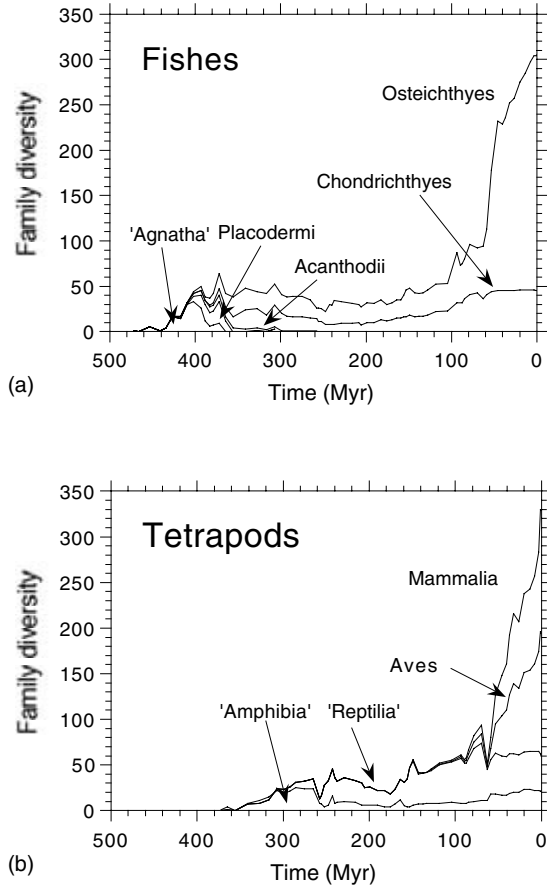 350
300
250
200
150
100
50
0
Family diversity
Fishes
Osteichthyes
Chondrichthyes
'Agnatha' Placodermi
Acanthodii
500 400 300 200 100 0
(a)
Time (Myr)
350
300
250
200
150
100
50
0
Family diversity
Tetrapods
Mammalia
Aves
'Amphibia' 'Reptilia'
500 400 300 200 100 0
(b)
Time (Myr)